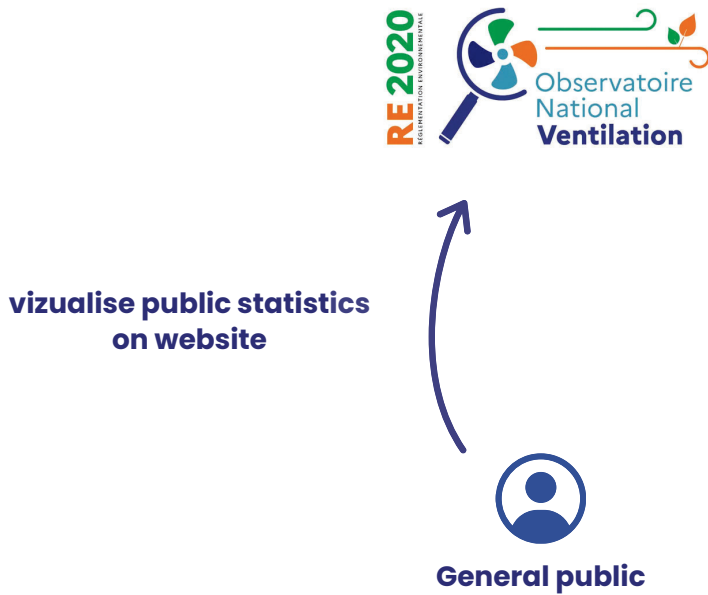 RE 2020
RÉGLEMENTATION ENVIRONNEMENTALE
Observatoire
National
Ventilation
vizualise public statistics
on website
General public